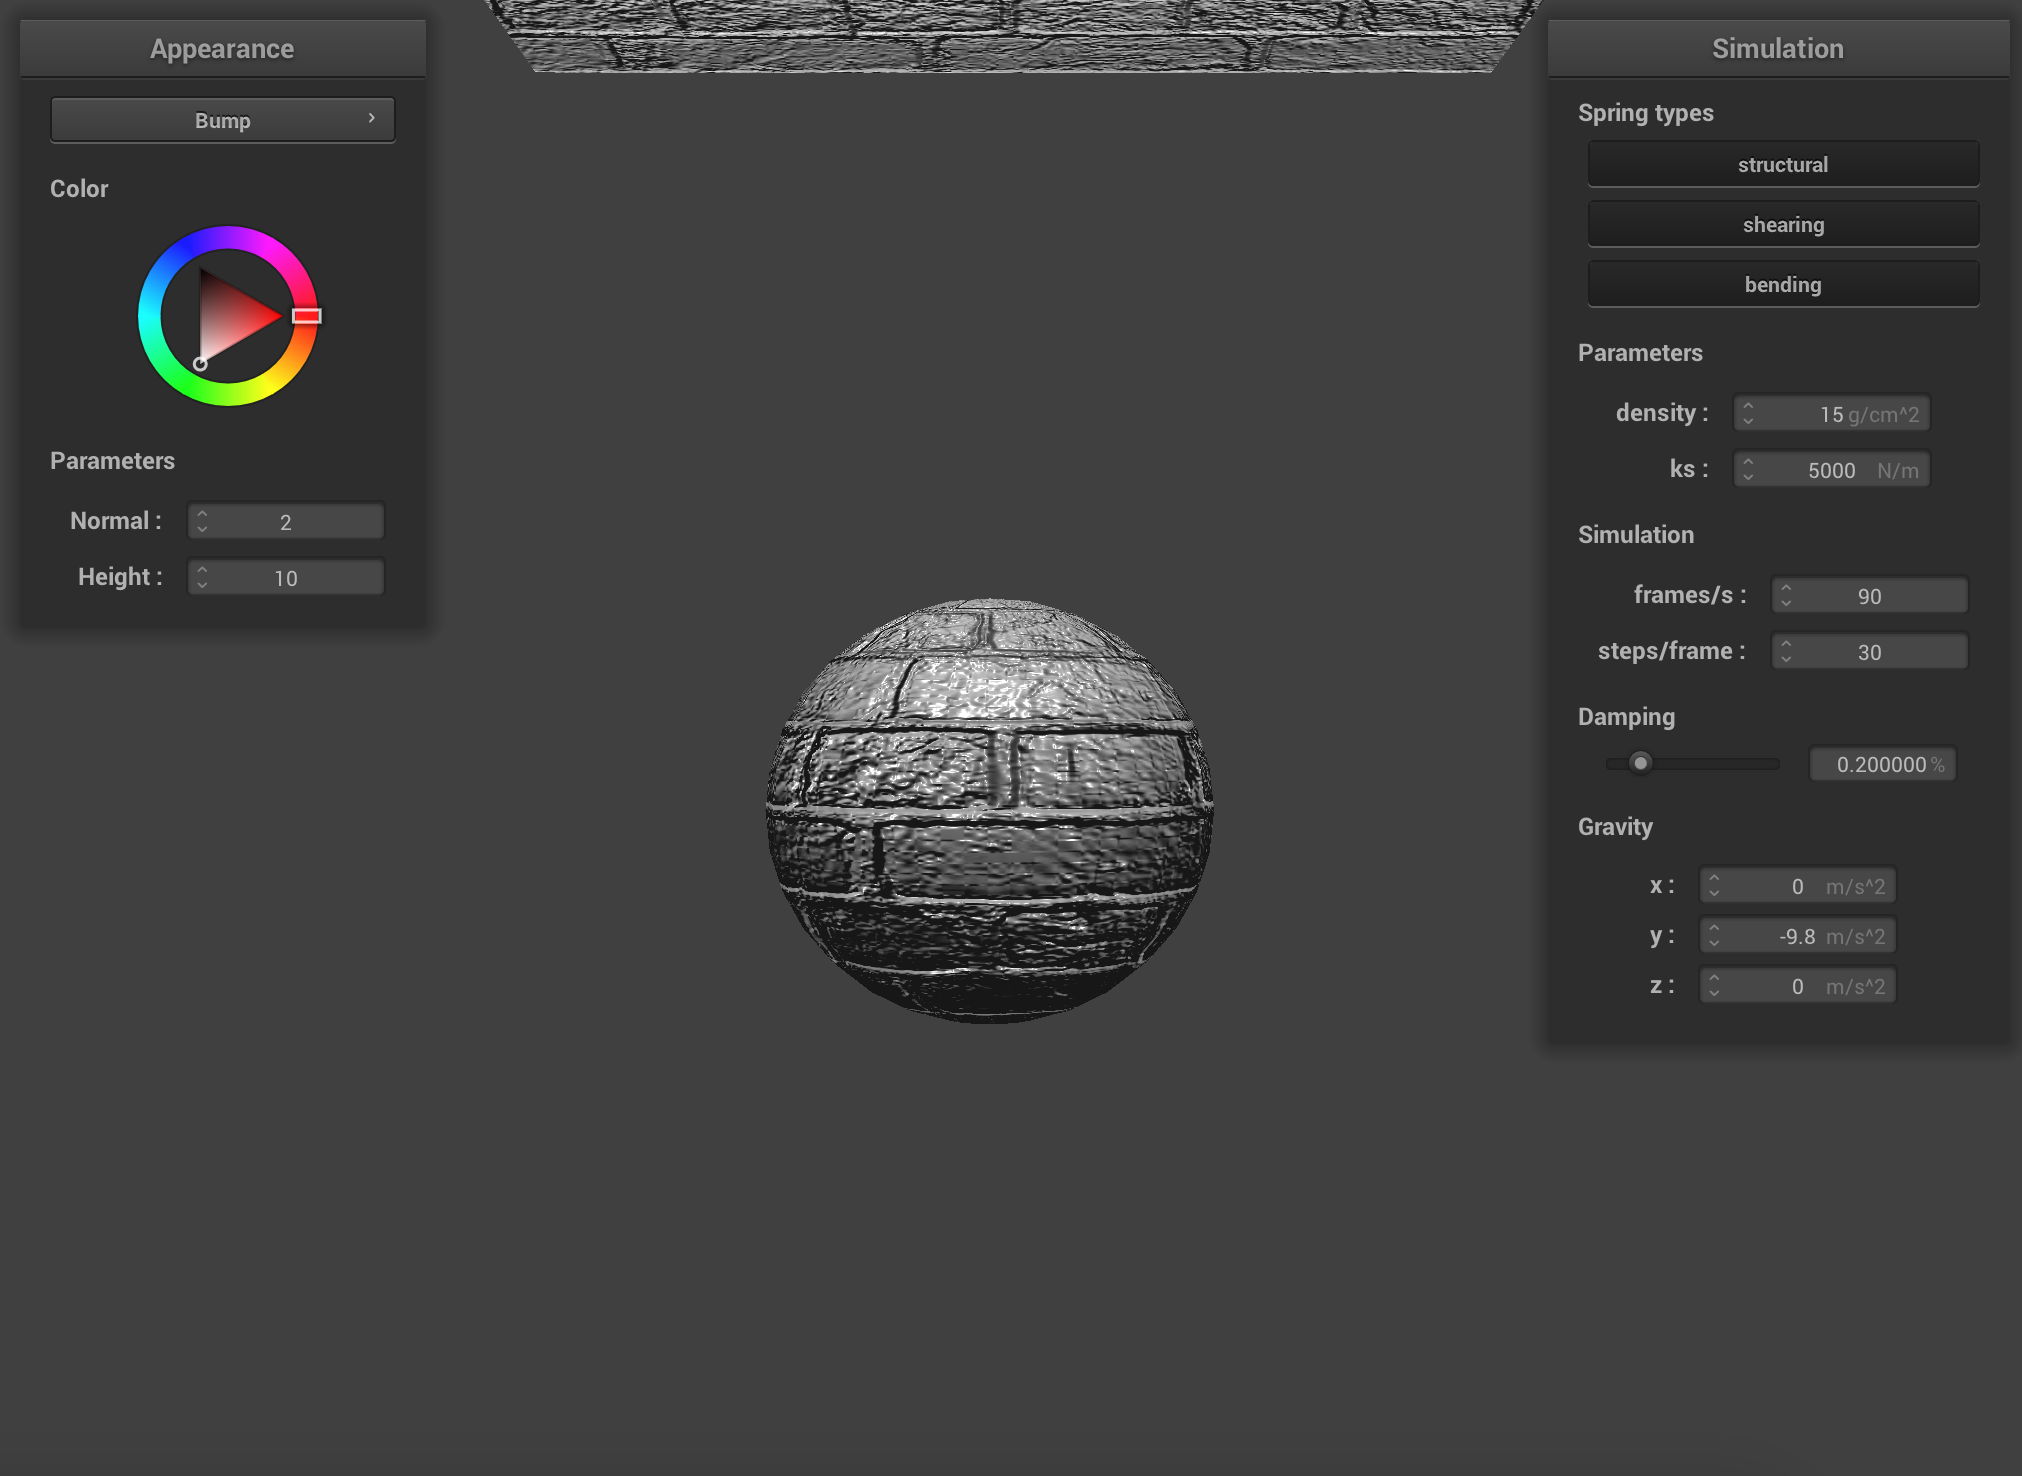 Appearance
Bump
Color
Parameters
Normal : 2
Height : 10
Simulation
Spring types
structural
shearing
bending
Parameters
density : 15 g/cm^2
ks : 5000 N/m
Simulation
frames/s : 90
steps/frame : 30
Damping
0.200000 %
Gravity
x : 0 m/s^2
y : -9.8 m/s^2
z : 0 m/s^2